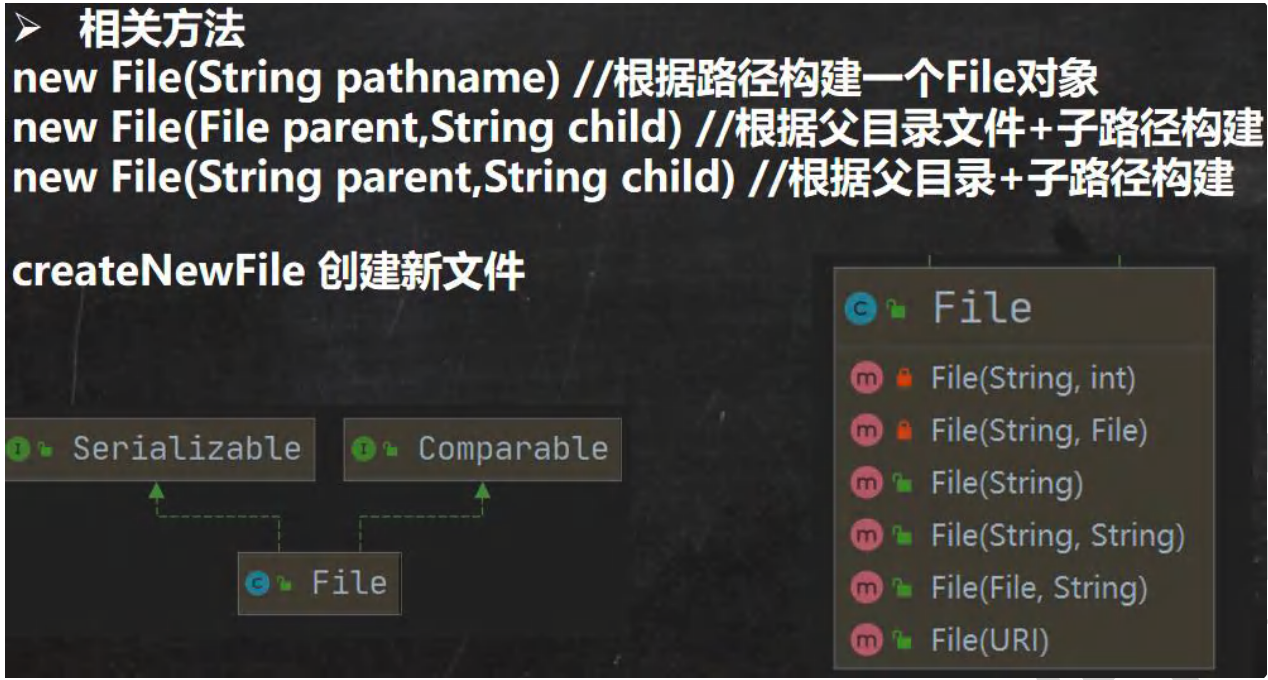 ➢ 相关方法
new File(String pathname) //根据路径构建一个File对象
new File(File parent,String child) //根据父目录文件+子路径构建
new File(String parent,String child) //根据父目录+子路径构建
createNewFile 创建新文件
I Serializable
I Comparable
C File
C File
m File(String, int)
m File(String, File)
m File(String)
m File(String, String)
m File(File, String)
m File(URI)